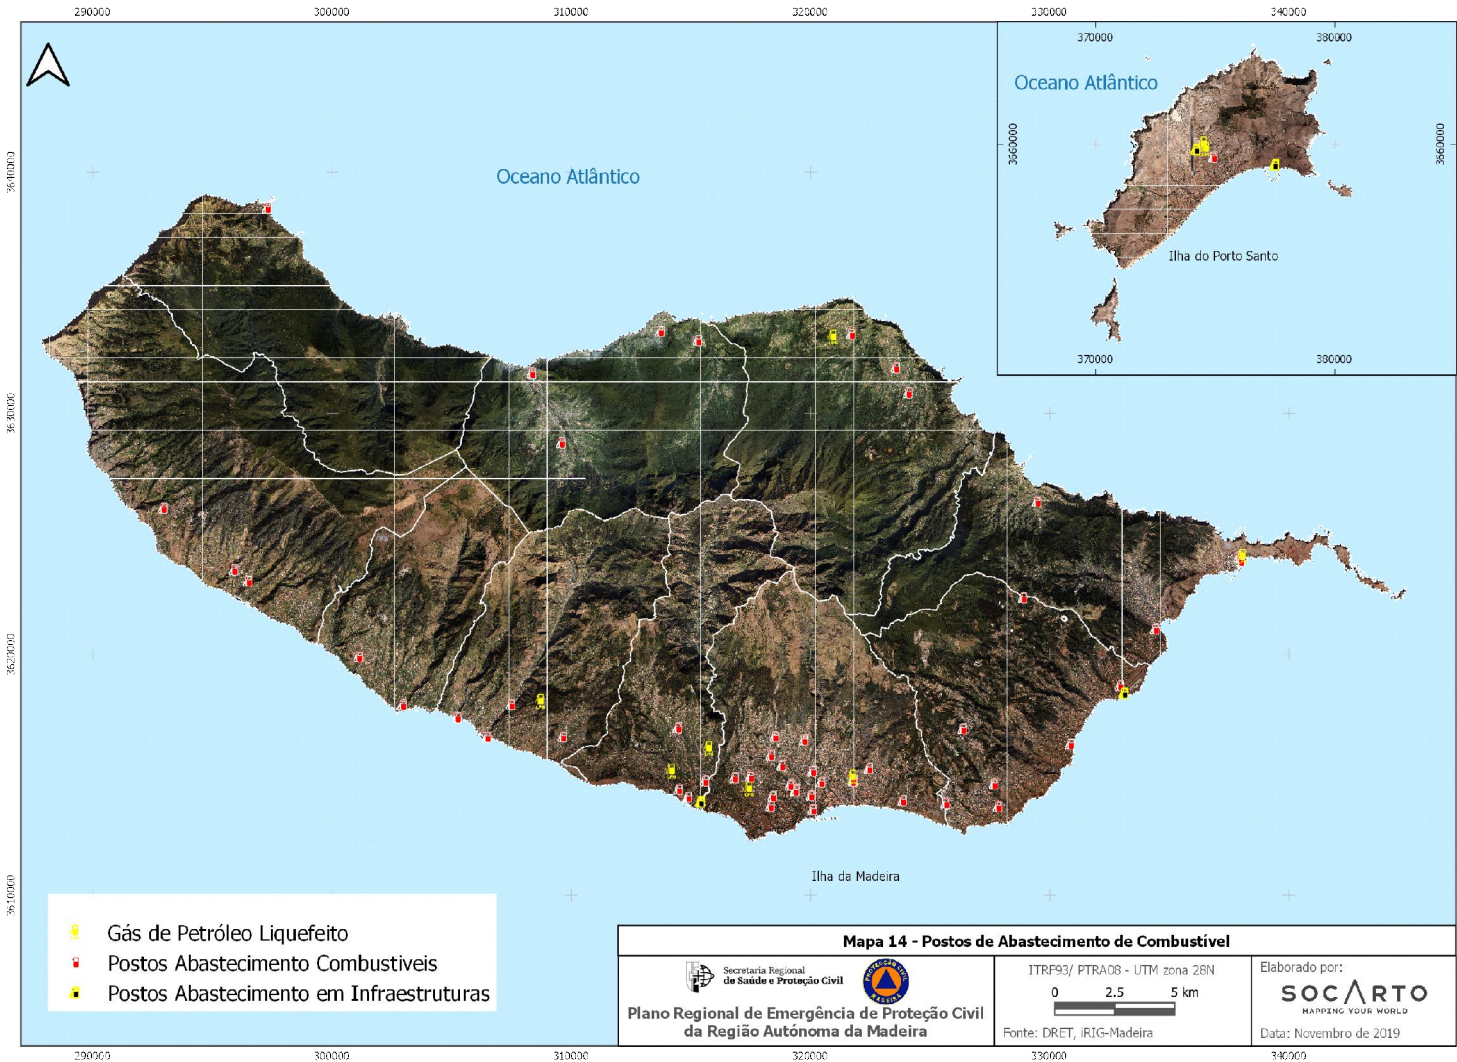 290000 300000 310000 320000 330000 340000
370000 380000
Oceano Atlântico
3560000 3560000
Ilha do Porto Santo
370000 380000
3640000
Oceano Atlântico
3630000
3620000
3610000
Ilha da Madeira
Gás de Petróleo Liquefeito
Postos Abastecimento Combustiveis
Postos Abastecimento em Infraestruturas
Mapa 14 - Postos de Abastecimento de Combustível
Secretaria Regional
de Saúde e Proteção Civil
Plano Regional de Emergência de Proteção Civil
da Região Autónoma da Madeira
ITRF93/ PTRA08 - UTM zona 28N
0 2.5 5 km
Fonte: DRET, iRIG-Madeira
Elaborado por:
SOCARTO
MAPPING YOUR WORLD
Data: Novembro de 2019
290000 300000 310000 320000 330000 340000